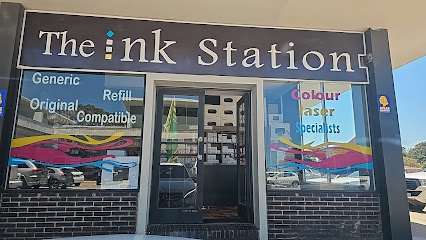 The ink Station
Generic
Refill
Original
Compatible
Colour
Laser
Specialists